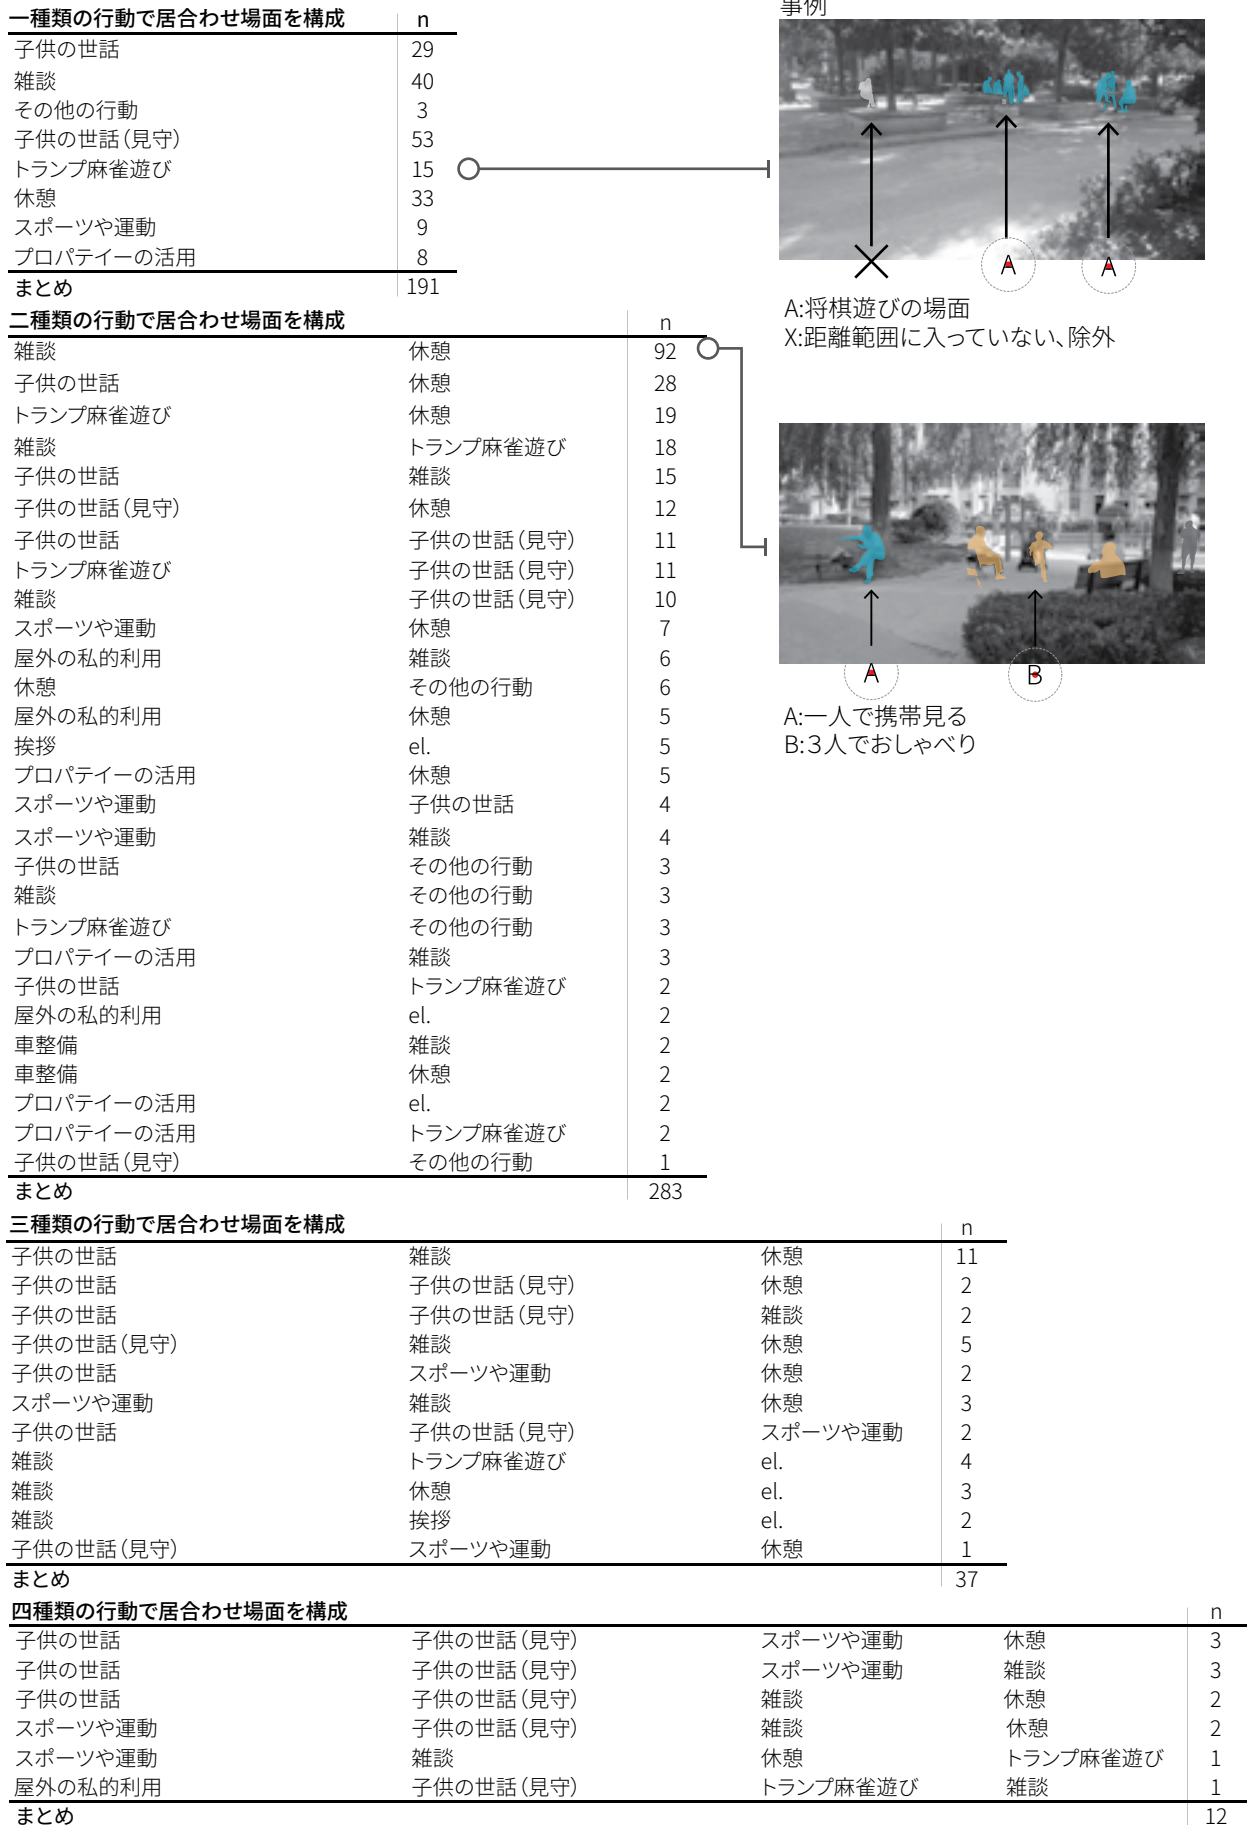 一種類の行動で居合わせ場面を構成 n
子供の世話 29
雑談 40
その他の行動 3
子供の世話(見守) 53
トランプ麻雀遊び 15
休憩 33
スポーツや運動 9
プロパテイーの活用 8
まとめ 191
事例
A A
A:将棋遊びの場面
X:距離範囲に入っていない、除外
二種類の行動で居合わせ場面を構成 n
雑談 休憩 92
子供の世話 休憩 28
トランプ麻雀遊び 休憩 19
雑談 トランプ麻雀遊び 18
子供の世話 雑談 15
子供の世話(見守) 休憩 12
子供の世話 子供の世話(見守) 11
トランプ麻雀遊び 子供の世話(見守) 11
雑談 子供の世話(見守) 10
スポーツや運動 休憩 7
屋外の私的利用 雑談 6
休憩 その他の行動 6
屋外の私的利用 休憩 5
挨拶 el. 5
プロパテイーの活用 休憩 5
スポーツや運動 子供の世話 4
スポーツや運動 雑談 4
子供の世話 その他の行動 3
雑談 その他の行動 3
トランプ麻雀遊び その他の行動 3
プロパテイーの活用 雑談 3
子供の世話 トランプ麻雀遊び 2
屋外の私的利用 el. 2
車整備 雑談 2
車整備 休憩 2
プロパテイーの活用 el. 2
プロパテイーの活用 トランプ麻雀遊び 2
子供の世話(見守) その他の行動 1
まとめ 283
A B
A:一人で携帯見る
B:3人でおしゃべり
三種類の行動で居合わせ場面を構成 n
子供の世話 雑談 休憩 11
子供の世話 子供の世話(見守) 休憩 2
子供の世話 子供の世話(見守) 雑談 2
子供の世話(見守) 雑談 休憩 5
子供の世話 スポーツや運動 休憩 2
スポーツや運動 雑談 休憩 3
子供の世話 子供の世話(見守) スポーツや運動 2
雑談 トランプ麻雀遊び el. 4
雑談 休憩 el. 3
雑談 挨拶 el. 2
子供の世話(見守) スポーツや運動 休憩 1
まとめ 37
四種類の行動で居合わせ場面を構成 n
子供の世話 子供の世話(見守) スポーツや運動 休憩 3
子供の世話 子供の世話(見守) スポーツや運動 雑談 3
子供の世話 子供の世話(見守) 雑談 休憩 2
スポーツや運動 子供の世話(見守) 雑談 休憩 2
スポーツや運動 雑談 休憩 トランプ麻雀遊び 1
屋外の私的利用 子供の世話(見守) トランプ麻雀遊び 雑談 1
まとめ 12